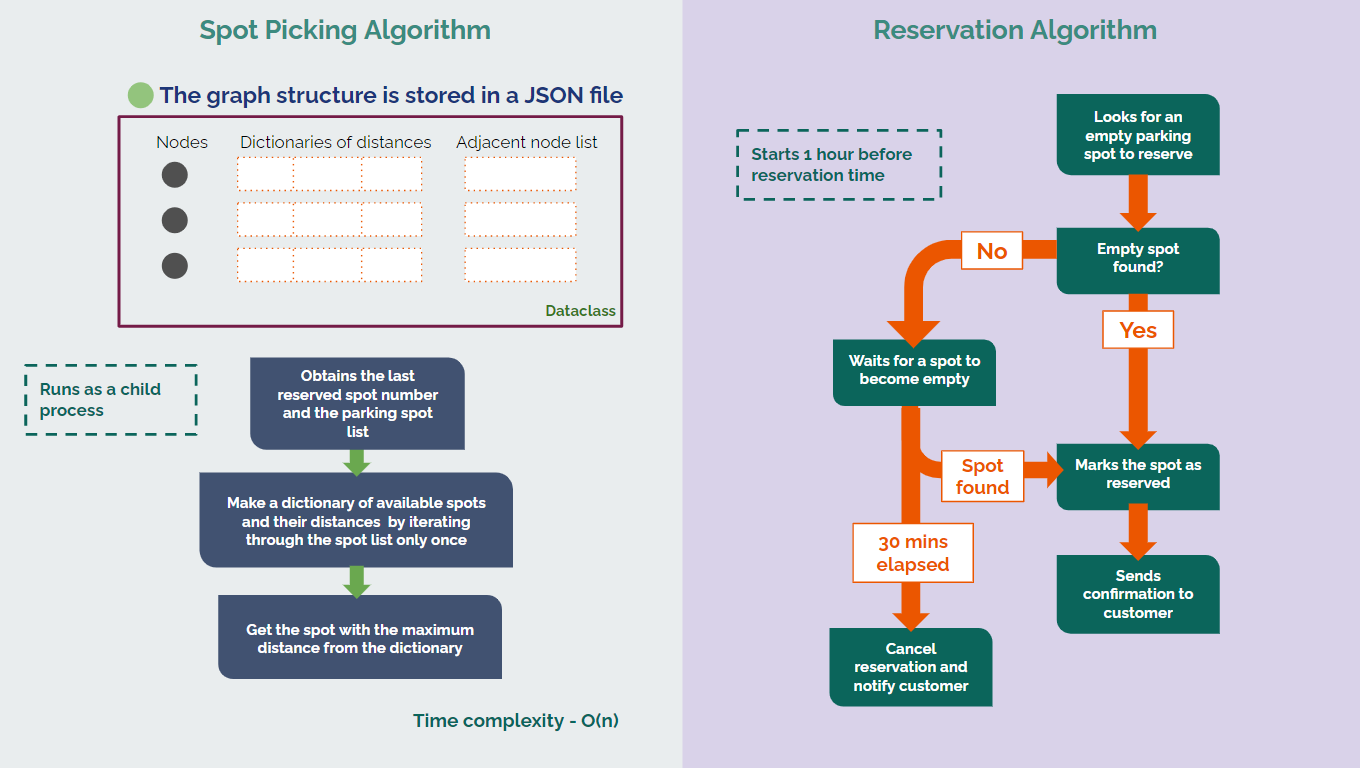 Spot Picking Algorithm
The graph structure is stored in a JSON file
Nodes
Dictionaries of distances
Adjacent node list
Dataclass
Runs as a child
process
Obtains the last
reserved spot number
and the parking spot
list
Make a dictionary of available spots
and their distances by iterating
through the spot list only once
Get the spot with the maximum
distance from the dictionary
Time complexity - O(n)
Reservation Algorithm
Starts 1 hour before
reservation time
Looks for an
empty parking
spot to reserve
Empty spot
found?
No
Yes
Waits for a spot to
become empty
Spot
found
Marks the spot as
reserved
30 mins
elapsed
Sends
confirmation to
customer
Cancel
reservation and
notify customer